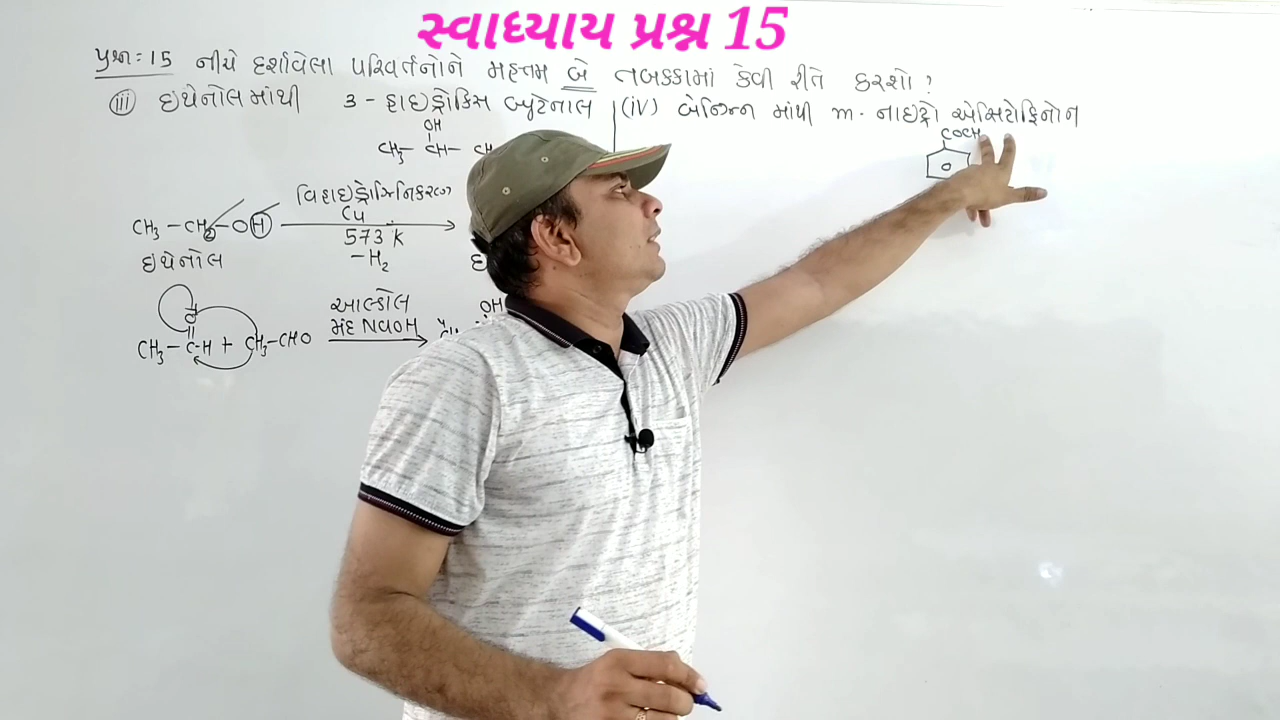 સ્વાધ્યાય પ્રશ્ન 15
પ્રશ્ન:15 નીચે દર્શાવેલા પરિવર્તનોને મહત્તમ બે તબક્કામાં કેવી રીતે કરશો ?
(iii) ઇથેનોલમાંથી 3 - હાઇડ્રોક્સિ બ્યુટેનાલ
(iv) બેન્ઝિન માંથી m. નાઇટ્રો એસિટોફિનોન
OH
CH₃ - CH - CH
COCH
વિહાઇડ્રોજિનિકરણ
Cu
CH₃ - CH₂ - OH
573 K
ઇથેનોલ
-H₂
આલ્ડોલ
OH
મંદ NaOH
O
CH₃ - C-H + CH₃-CHO